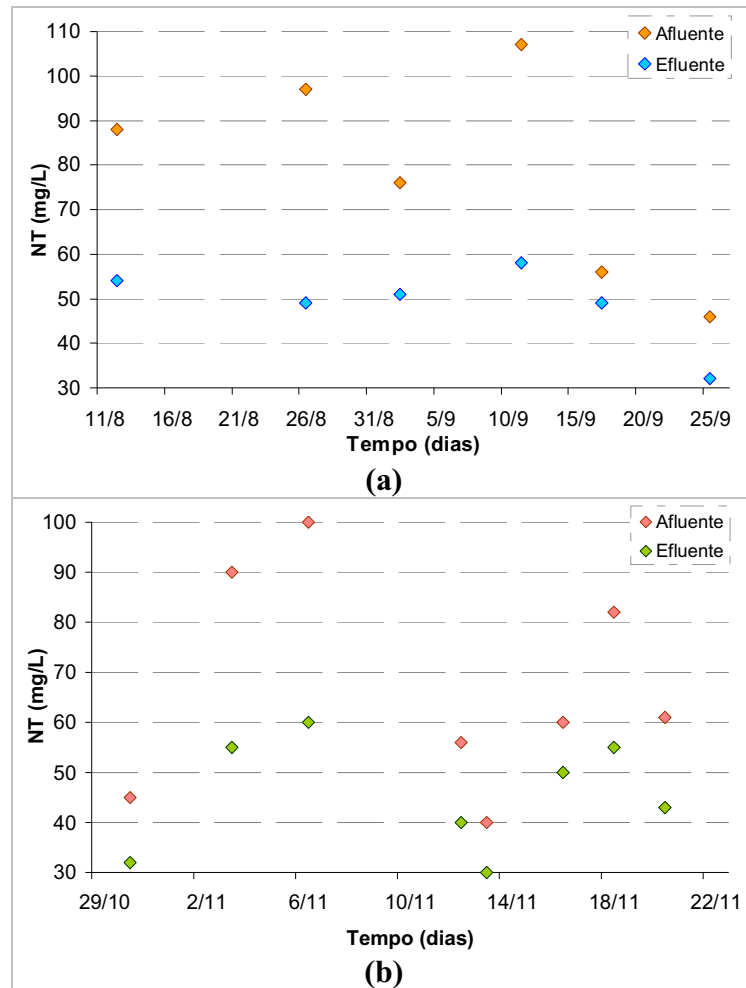 110
100
90
80
70
60
50
40
30
NT (mg/L)
Afluente
Efluente
11/8 16/8 21/8 26/8 31/8 5/9 10/9 15/9 20/9 25/9
Tempo (dias)
(a)
100
90
80
70
60
50
40
30
NT (mg/L)
Afluente
Efluente
29/10 2/11 6/11 10/11 14/11 18/11 22/11
Tempo (dias)
(b)